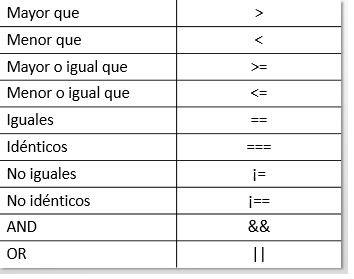 Mayor que >
Menor que <
Mayor o igual que >=
Menor o igual que <=
Iguales ==
Idénticos ===
No iguales ¡=
No idénticos ¡==
AND &&
OR ||